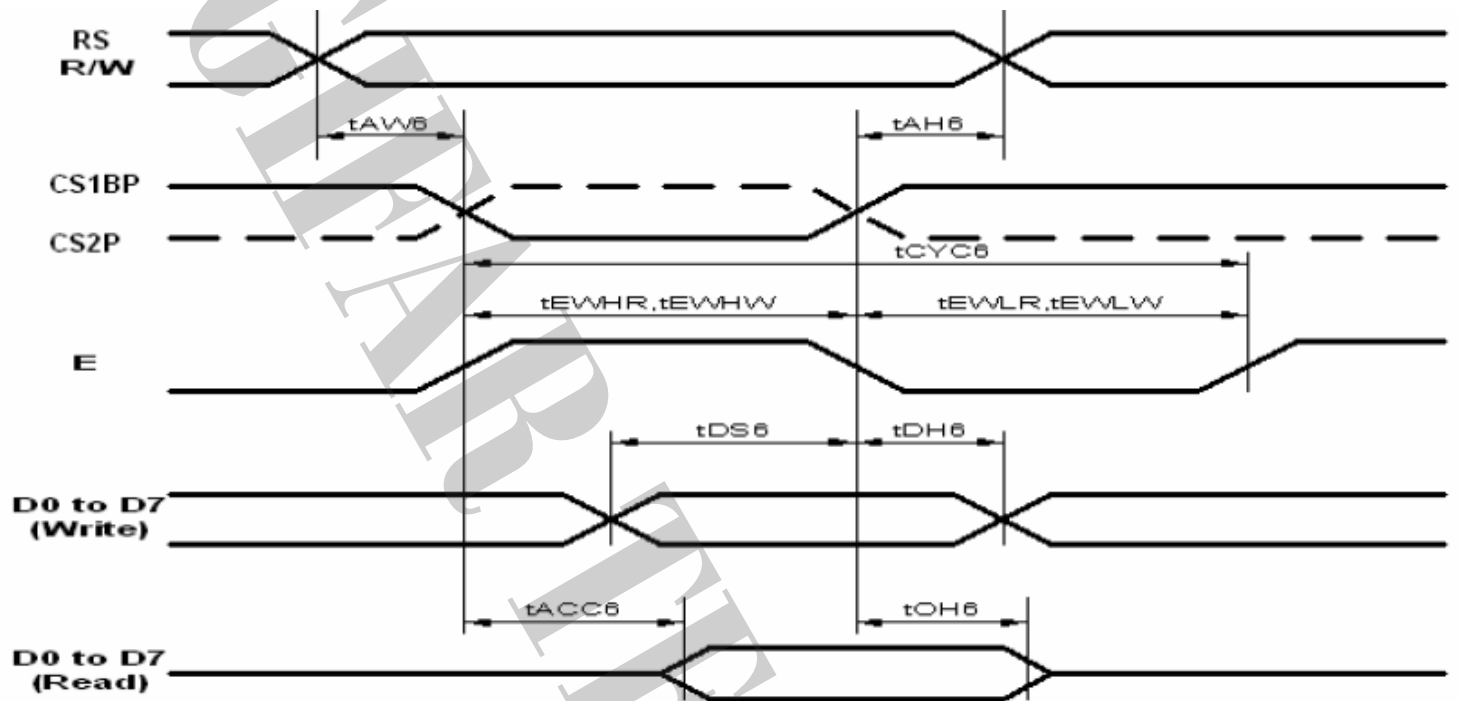 RS
R/W
tAW6
tAH6
CS1BP
CS2P
tCYC6
tEWHR,tEWHW
tEWLR,tEWLW
E
tDS6
tDH6
D0 to D7
(Write)
tACC6
tOH6
D0 to D7
(Read)